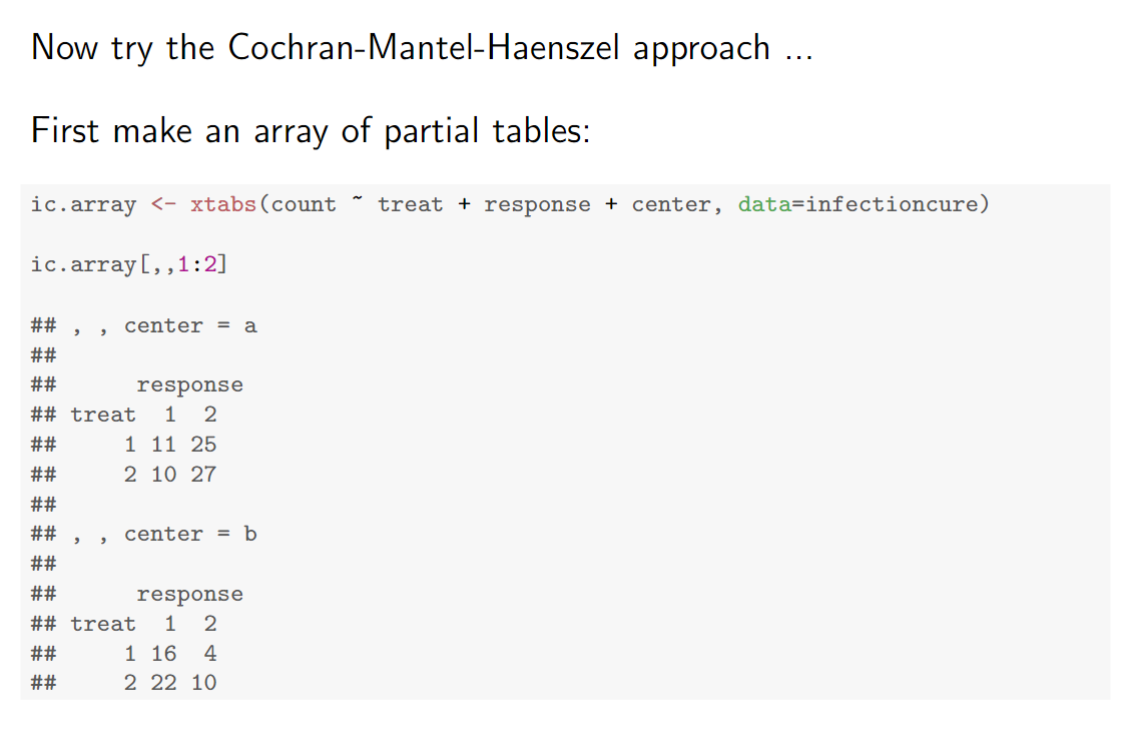 Now try the Cochran-Mantel-Haenszel approach ...
First make an array of partial tables:
ic.array <- xtabs(count ~ treat + response + center, data=infectioncure)
ic.array[,,1:2]
## , , center = a
##
##      response
## treat  1  2
##     1 11 25
##     2 10 27
##
## , , center = b
##
##      response
## treat  1  2
##     1 16  4
##     2 22 10